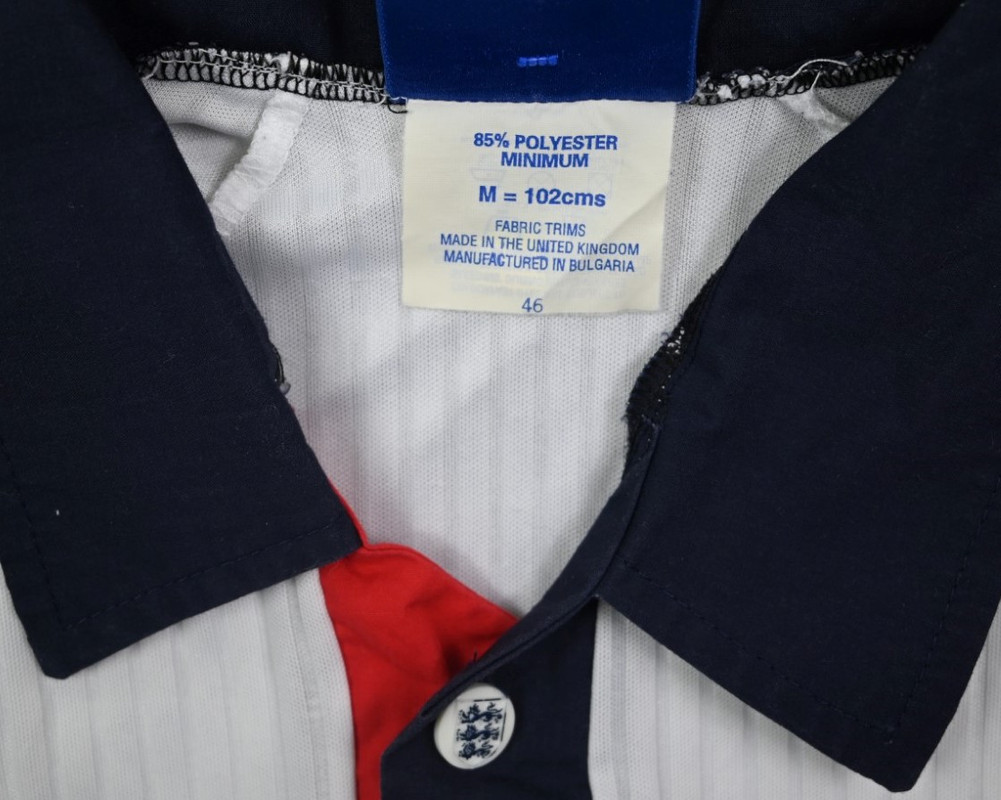 85% POLYESTER
MINIMUM
M = 102cms
FABRIC TRIMS
MADE IN THE UNITED KINGDOM
MANUFACTURED IN BULGARIA
46